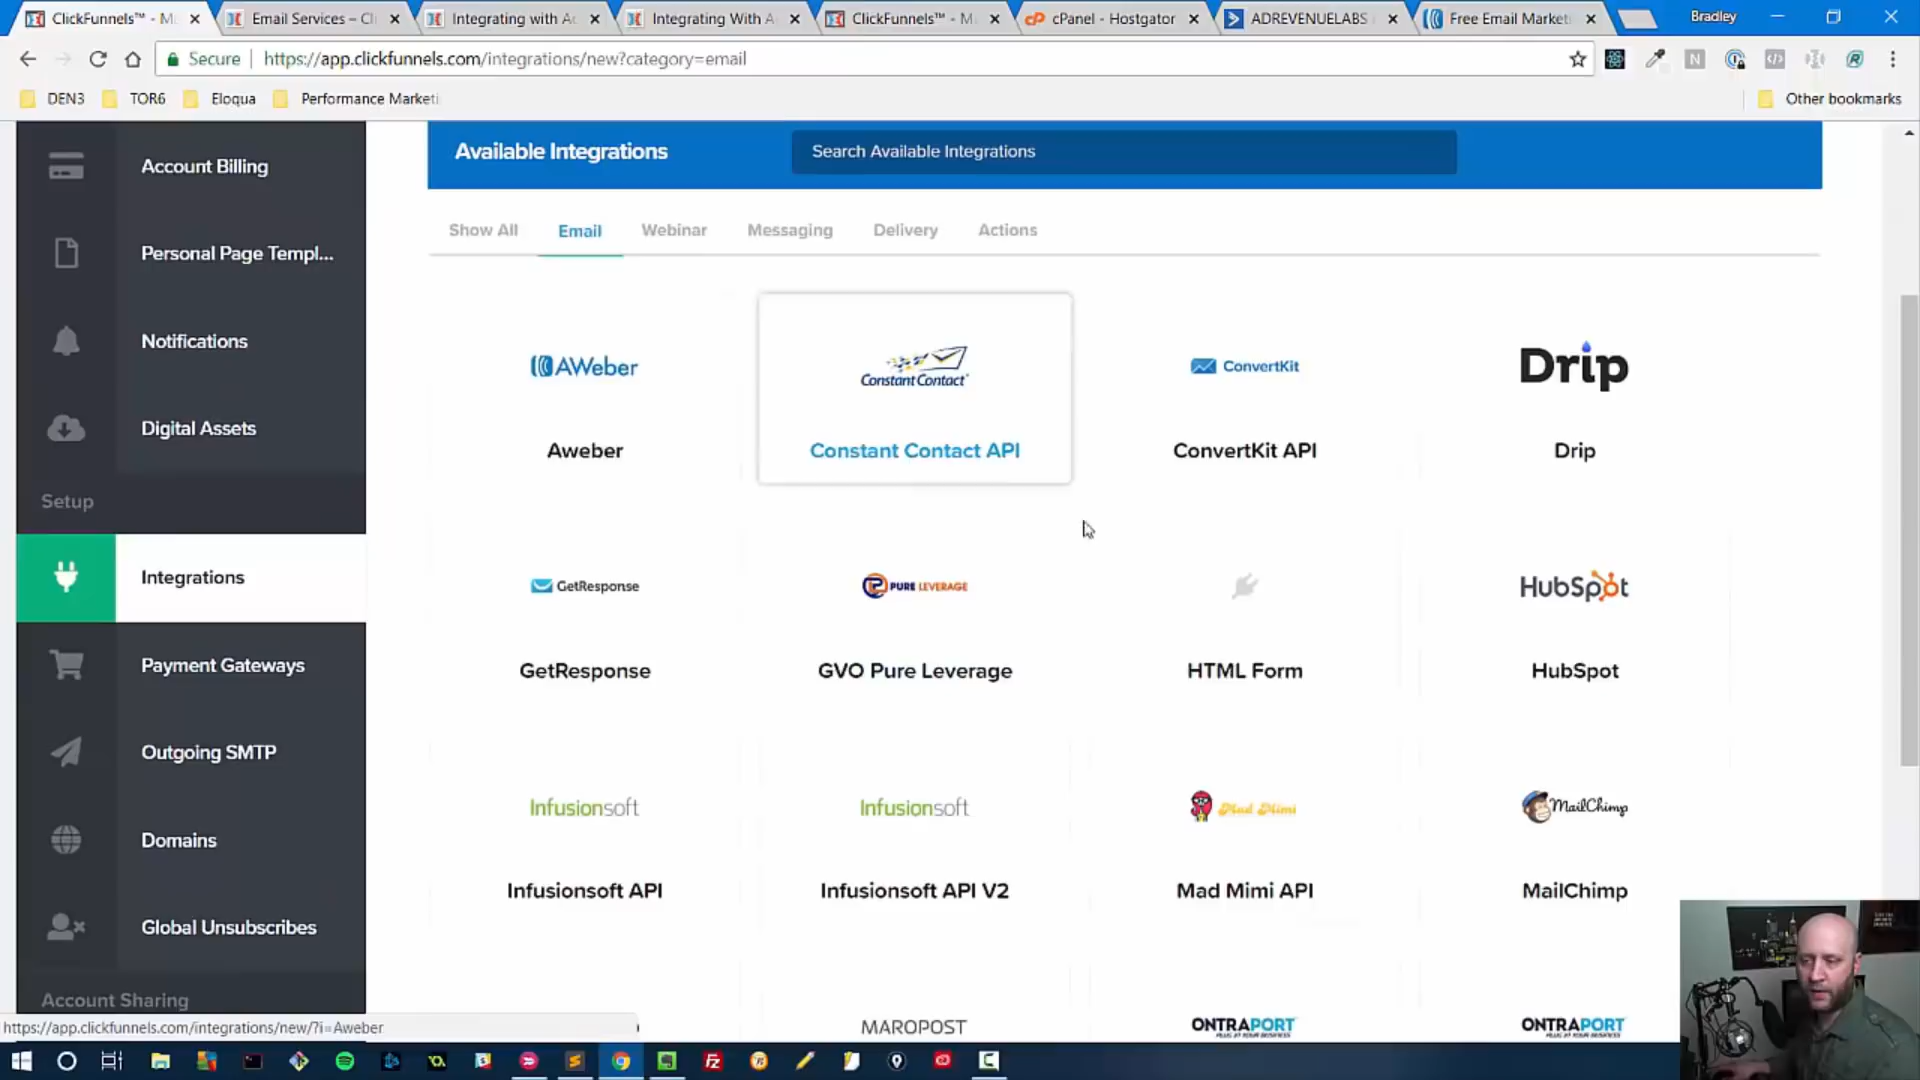 ClickFunnels™ - M
Email Services – Cl
Integrating with Ac
Integrating With A
ClickFunnels™ - M
cPanel - Hostgator
ADREVENUELABS
Free Email Market
Bradley
Secure
https://app.clickfunnels.com/integrations/new?category=email
DEN3
TOR6
Eloqua
Performance Marketi
Other bookmarks
Account Billing
Personal Page Templ...
Notifications
Digital Assets
Setup
Integrations
Payment Gateways
Outgoing SMTP
Domains
Global Unsubscribes
Account Sharing
Available Integrations
Search Available Integrations
Show All
Email
Webinar
Messaging
Delivery
Actions
AWeber
Constant Contact
ConvertKit
Drip
Aweber
Constant Contact API
ConvertKit API
Drip
GetResponse
PURE LEVERAGE
HubSpot
GetResponse
GVO Pure Leverage
HTML Form
HubSpot
Infusionsoft
Infusionsoft
Mad Mimi
MailChimp
Infusionsoft API
Infusionsoft API V2
Mad Mimi API
MailChimp
MAROPOST
ONTRAPORT
ONTRAPORT
https://app.clickfunnels.com/integrations/new/?i=Aweber